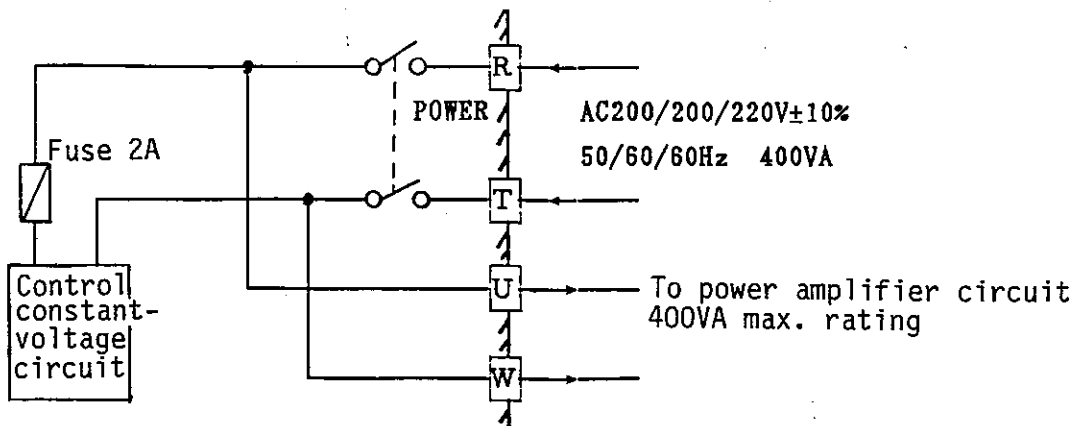 R
POWER
AC200/200/220V±10%
50/60/60Hz 400VA
Fuse 2A
T
Control
constant-
voltage
circuit
U
To power amplifier circuit
400VA max. rating
W